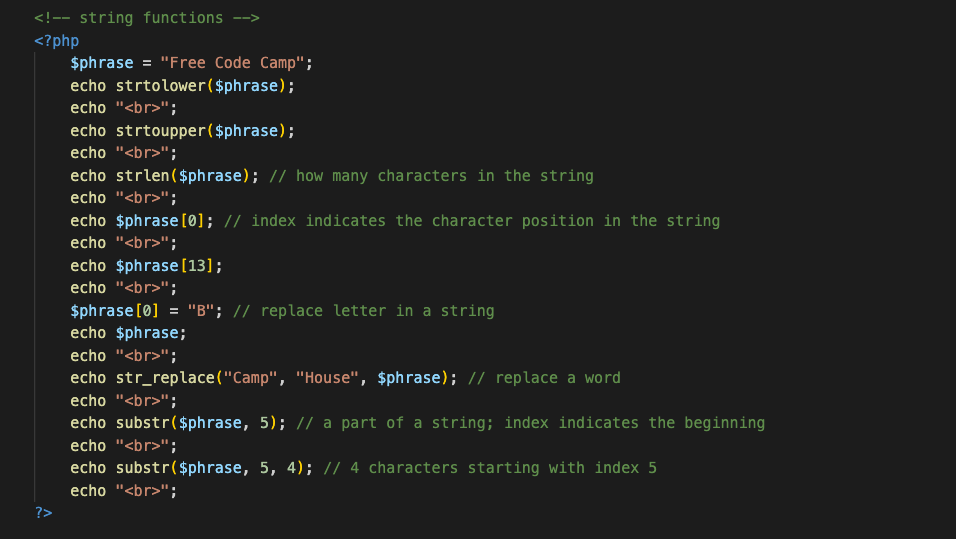 <!-- string functions -->
<?php
    $phrase = "Free Code Camp";
    echo strtolower($phrase);
    echo "<br>";
    echo strtoupper($phrase);
    echo "<br>";
    echo strlen($phrase); // how many characters in the string
    echo "<br>";
    echo $phrase[0]; // index indicates the character position in the string
    echo "<br>";
    echo $phrase[13];
    echo "<br>";
    $phrase[0] = "B"; // replace letter in a string
    echo $phrase;
    echo "<br>";
    echo str_replace("Camp", "House", $phrase); // replace a word
    echo "<br>";
    echo substr($phrase, 5); // a part of a string; index indicates the beginning
    echo "<br>";
    echo substr($phrase, 5, 4); // 4 characters starting with index 5
    echo "<br>";
?>